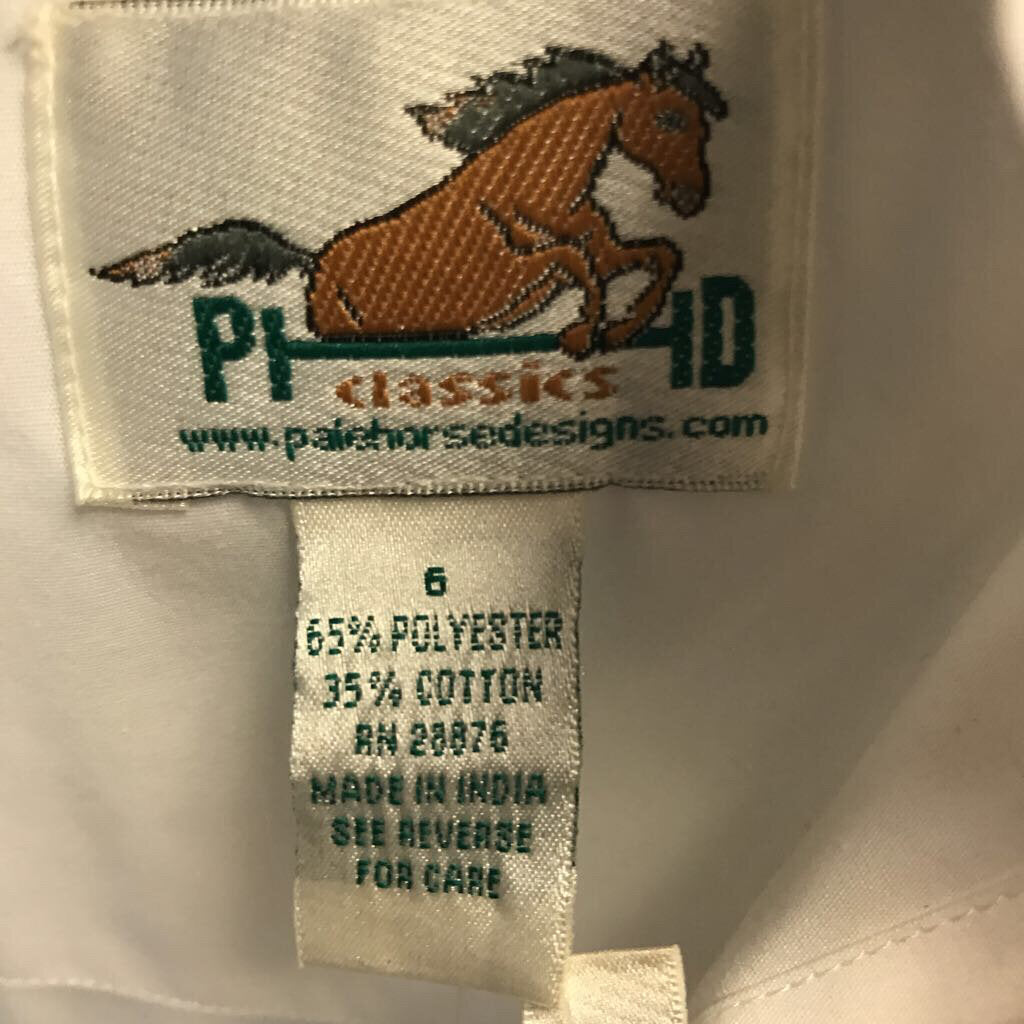 PHD
classics
www.palehorsedesigns.com
6
65% POLYESTER
35% COTTON
RN 28876
MADE IN INDIA
SEE REVERSE
FOR CARE